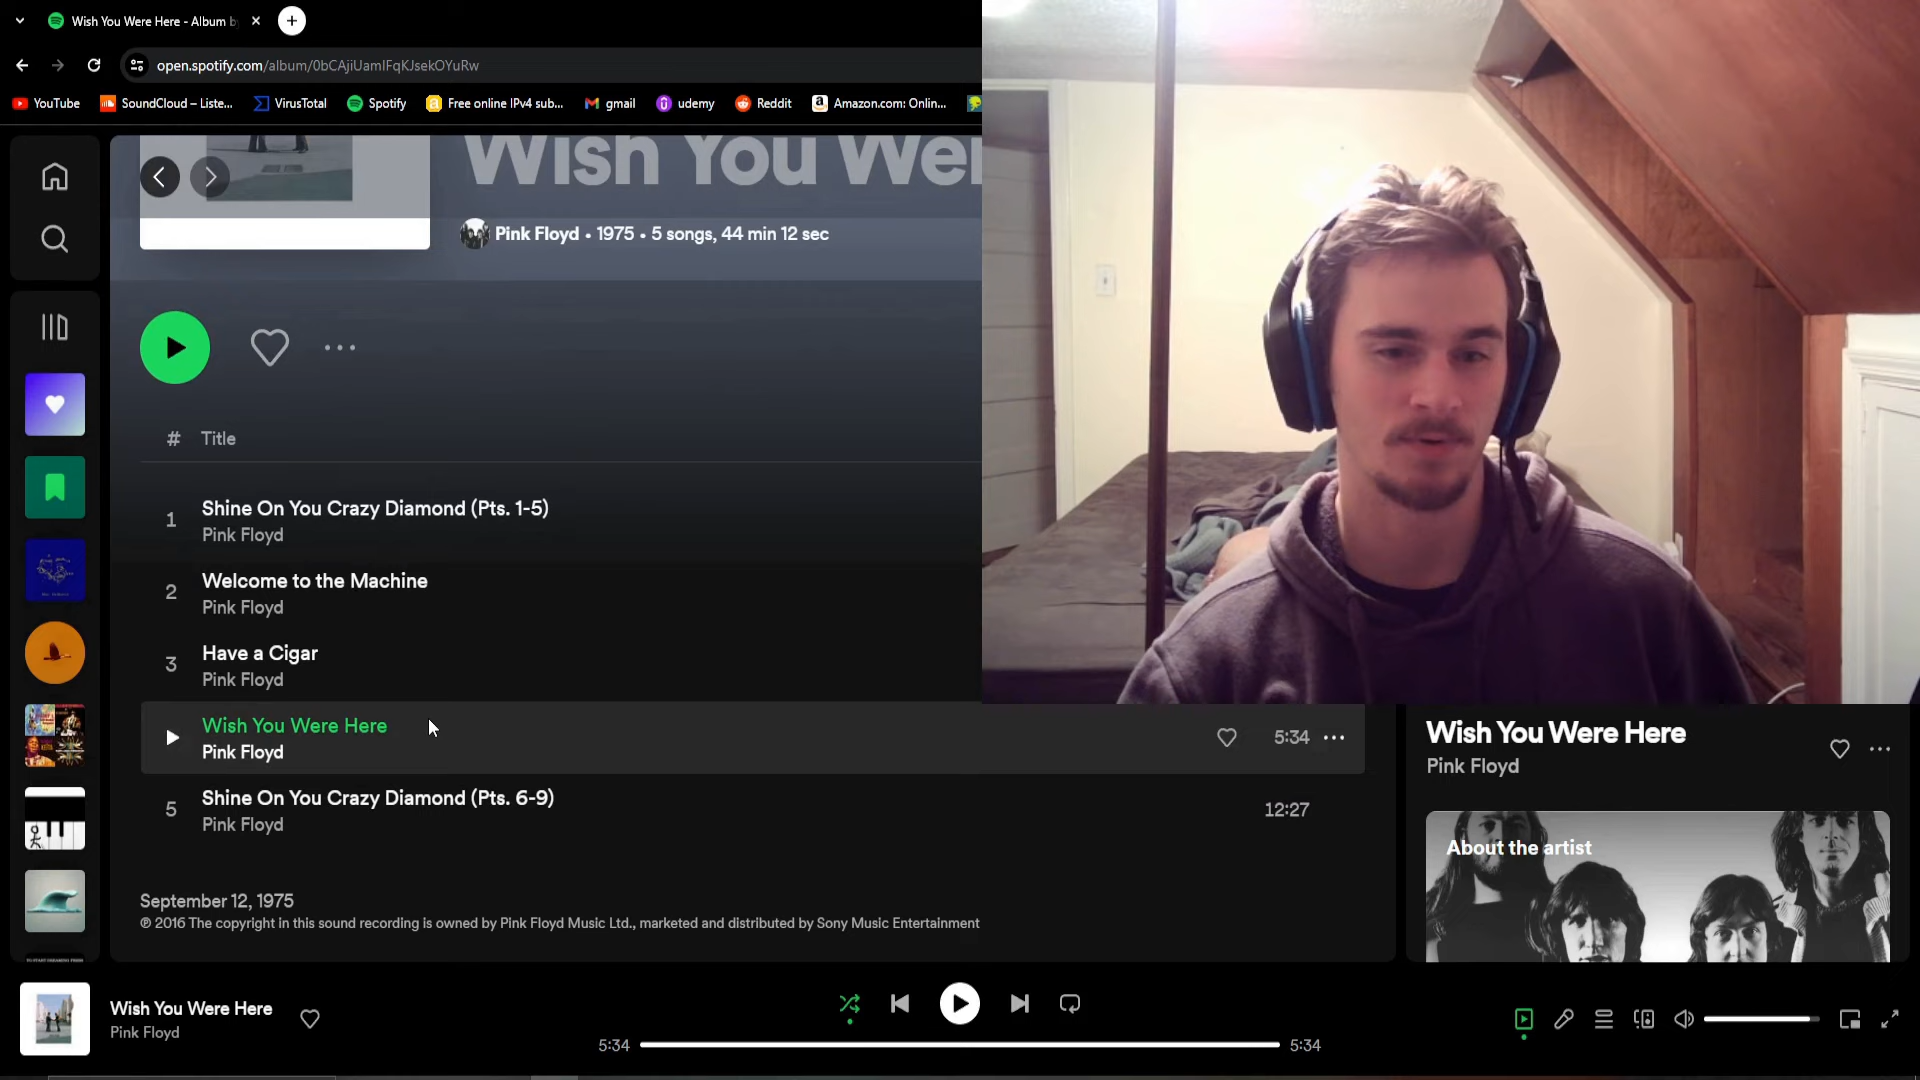 Wish You Were Here - Album b
open.spotify.com/album/0bCAjiUamIFqKJsekOYuRw
YouTube
SoundCloud – Liste...
VirusTotal
Spotify
Free online IPv4 sub...
gmail
udemy
Reddit
Amazon.com: Onlin...
Wish You Wer
Pink Floyd • 1975 • 5 songs, 44 min 12 sec
# Title
1 Shine On You Crazy Diamond (Pts. 1-5)
Pink Floyd
2 Welcome to the Machine
Pink Floyd
3 Have a Cigar
Pink Floyd
Wish You Were Here 5:34
Pink Floyd
5 Shine On You Crazy Diamond (Pts. 6-9) 12:27
Pink Floyd
September 12, 1975
℗ 2016 The copyright in this sound recording is owned by Pink Floyd Music Ltd., marketed and distributed by Sony Music Entertainment
Wish You Were Here
Pink Floyd
About the artist
Wish You Were Here
Pink Floyd
5:34 5:34